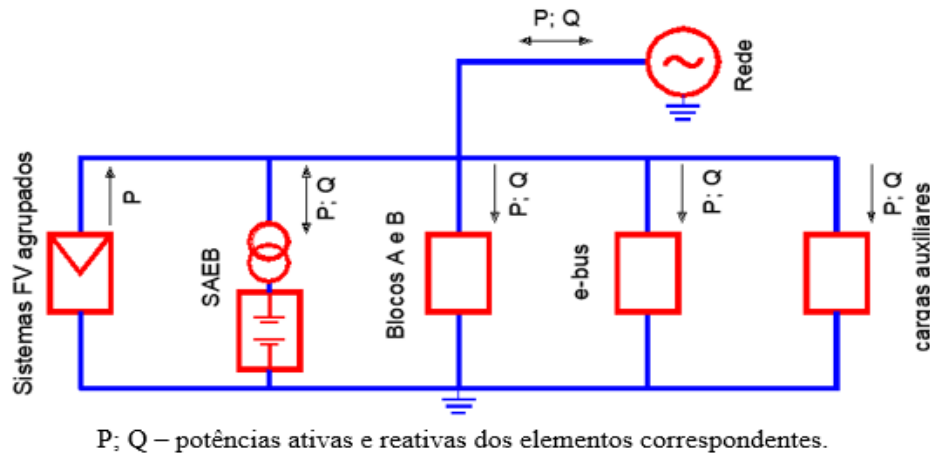 P; Q
Rede
Sistemas FV agrupados
P
SAEB
P; Q
Blocos A e B
P; Q
e-bus
P; Q
cargas auxiliares
P; Q
P; Q – potências ativas e reativas dos elementos correspondentes.